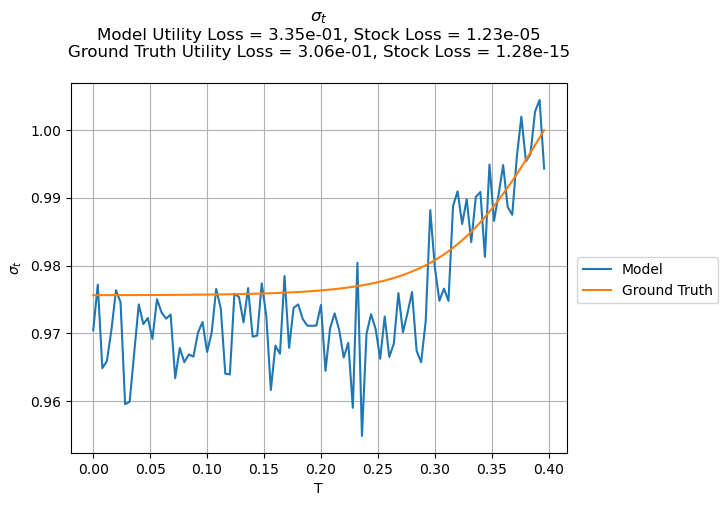 σt
Model Utility Loss = 3.35e-01, Stock Loss = 1.23e-05
Ground Truth Utility Loss = 3.06e-01, Stock Loss = 1.28e-15
1.00
0.99
0.98
0.97
0.96
σt
0.00 0.05 0.10 0.15 0.20 0.25 0.30 0.35 0.40
T
Model
Ground Truth